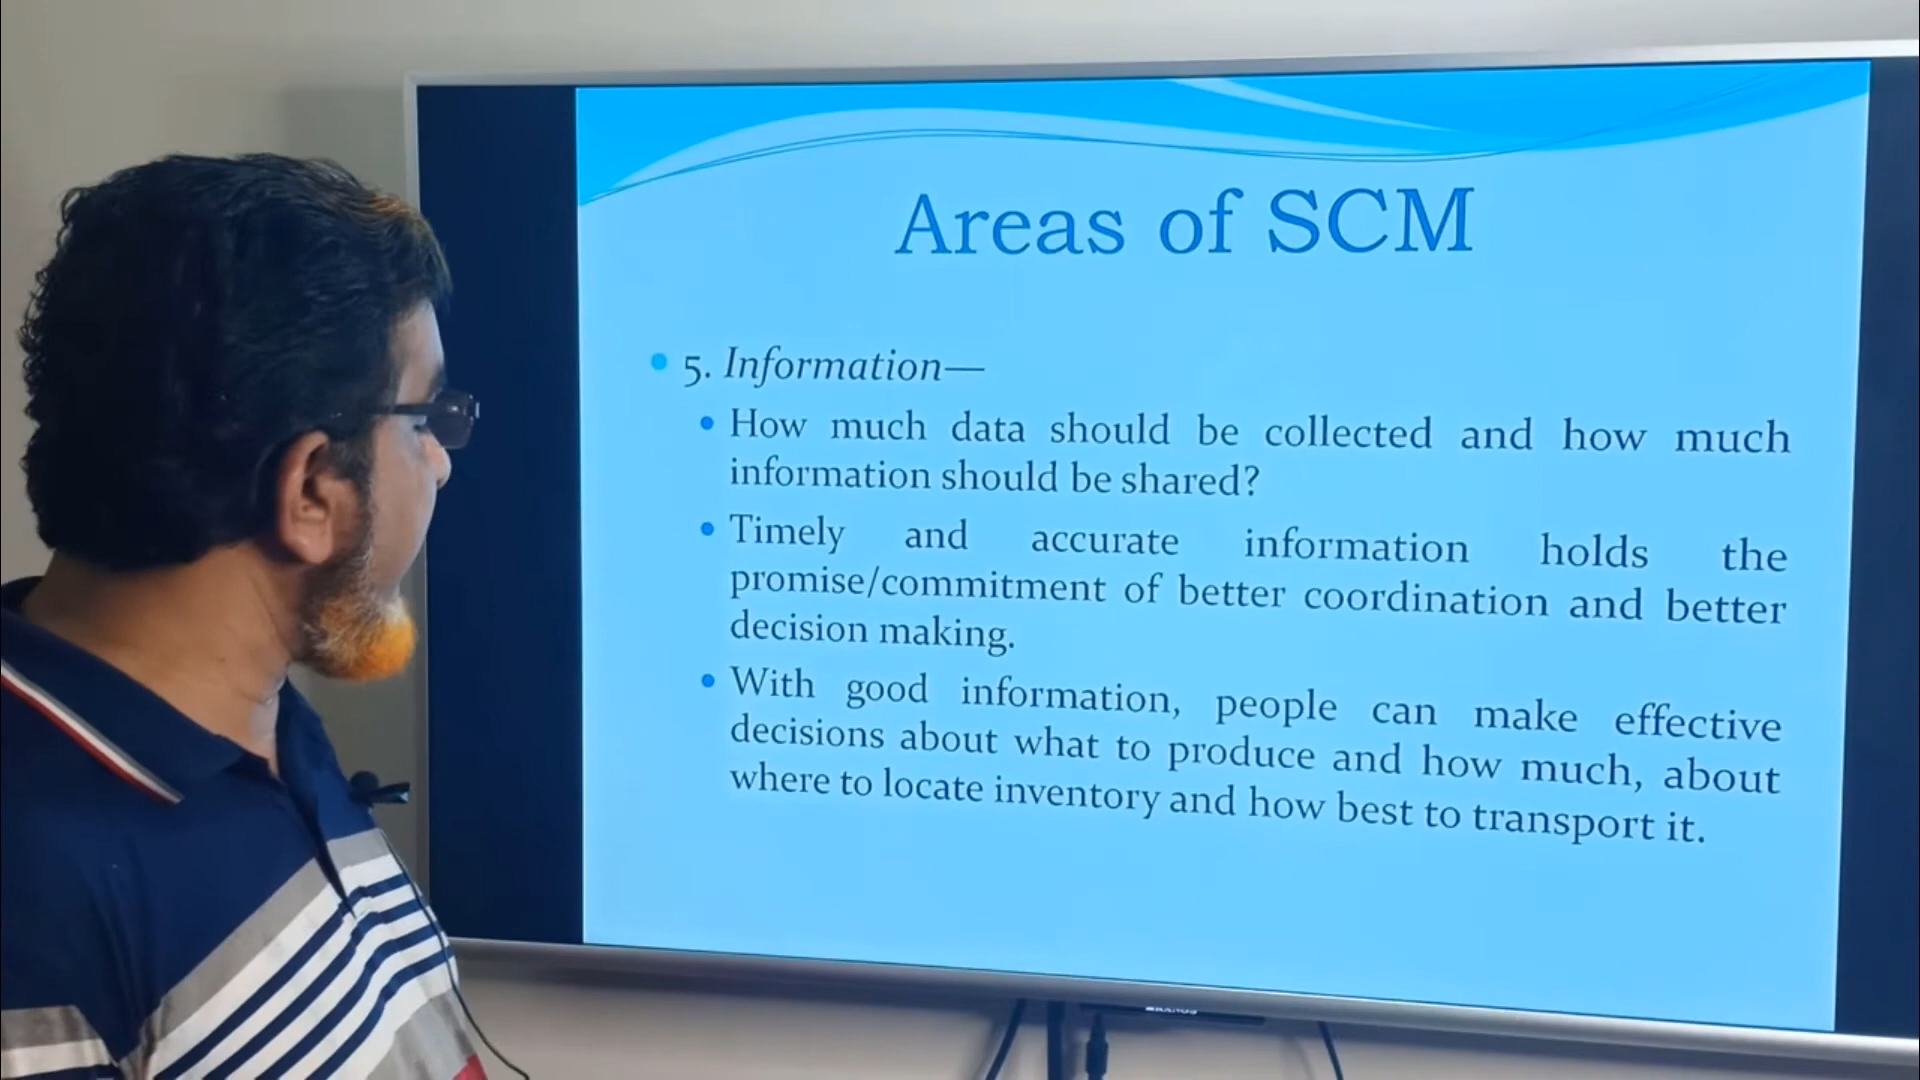 Areas of SCM
5. Information—
How much data should be collected and how much
information should be shared?
Timely and accurate information holds the
promise/commitment of better coordination and better
decision making.
With good information, people can make effective
decisions about what to produce and how much, about
where to locate inventory and how best to transport it.